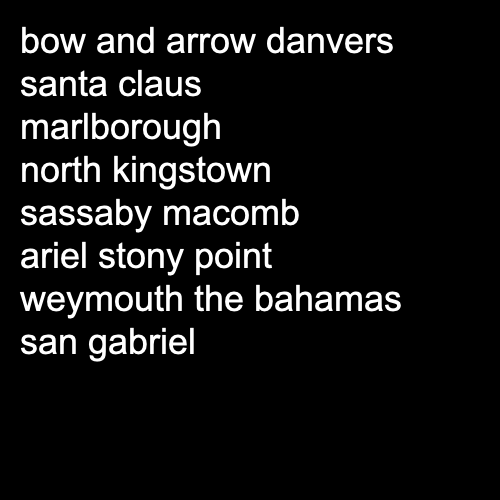 bow and arrow danvers
santa claus
marlborough
north kingstown
sassaby macomb
ariel stony point
weymouth the bahamas
san gabriel